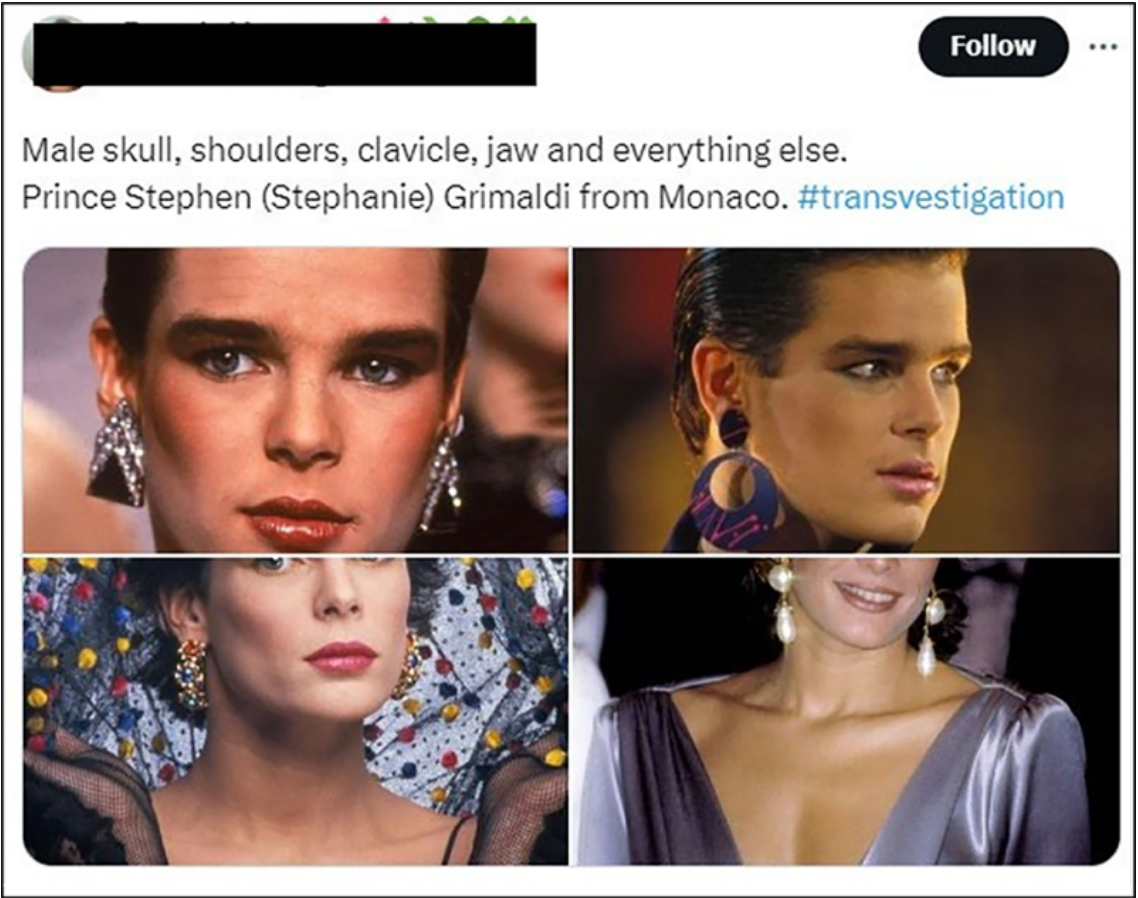 Follow
Male skull, shoulders, clavicle, jaw and everything else.
Prince Stephen (Stephanie) Grimaldi from Monaco. #transvestigation